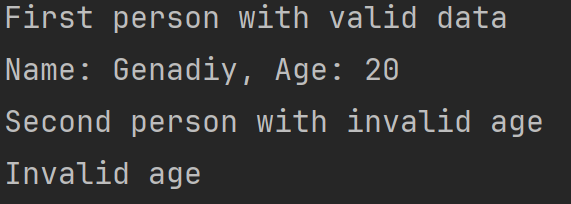 First person with valid data
Name: Genadiy, Age: 20
Second person with invalid age
Invalid age